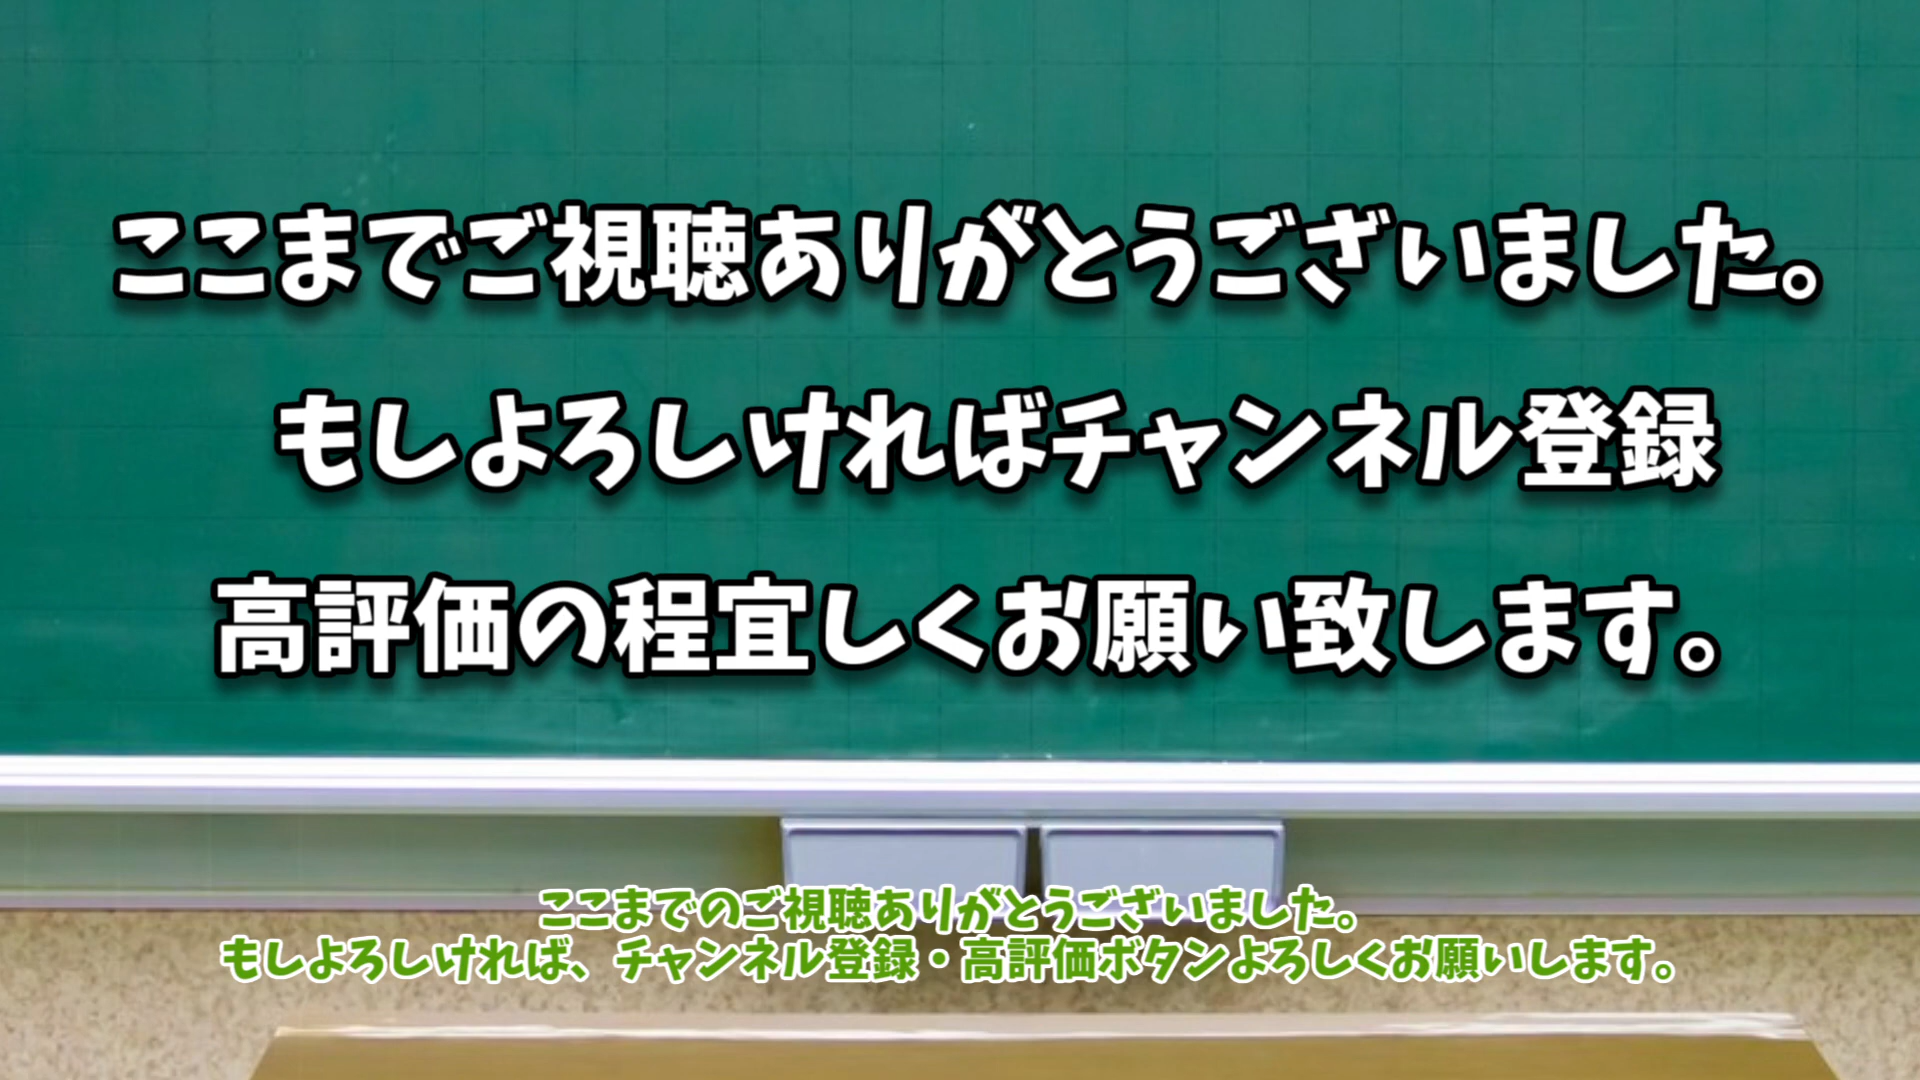 ここまでご視聴ありがとうございました。
もしよろしければチャンネル登録
高評価の程宜しくお願い致します。
ここまでのご視聴ありがとうございました。
もしよろしければ、チャンネル登録・高評価ボタンよろしくお願いします。